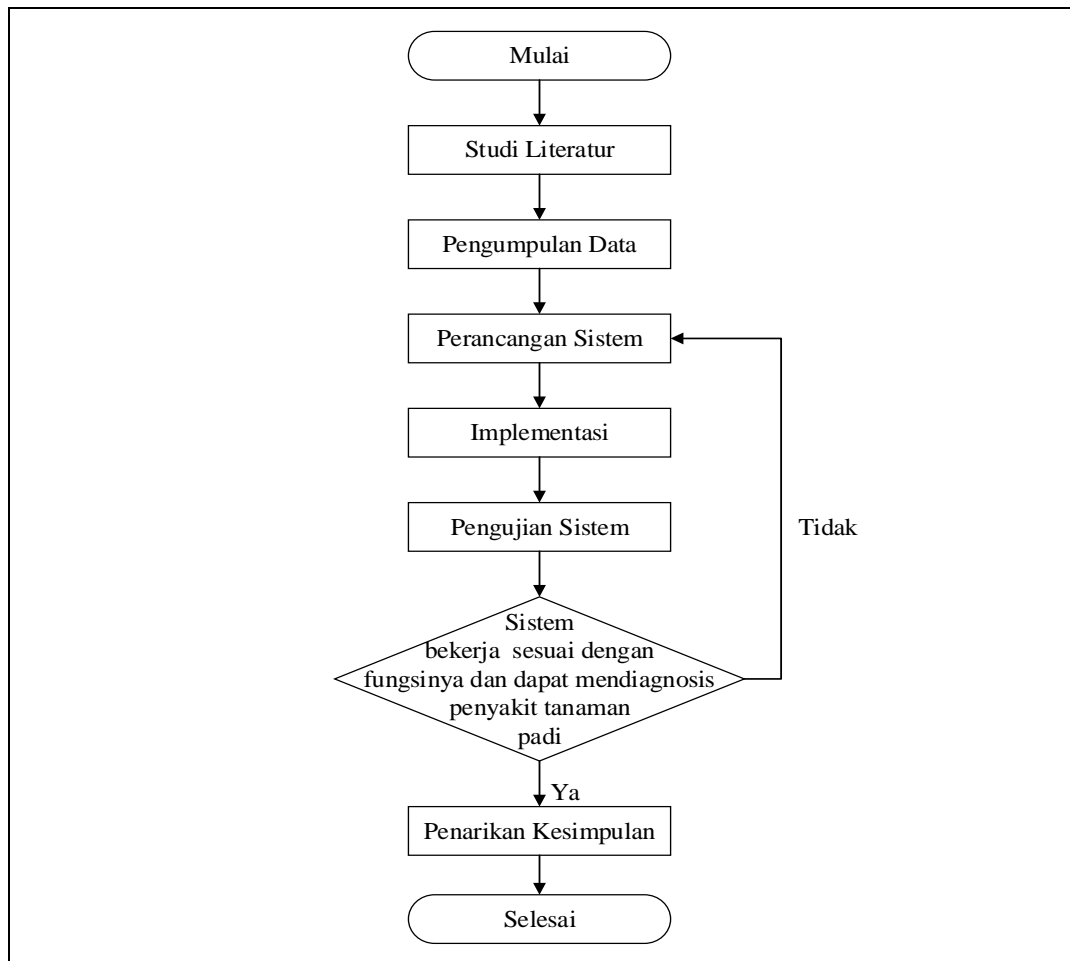 Mulai
Studi Literatur
Pengumpulan Data
Perancangan Sistem
Implementasi
Pengujian Sistem
Tidak
Sistem
bekerja  sesuai dengan
fungsinya dan dapat mendiagnosis
penyakit tanaman
padi
Ya
Penarikan Kesimpulan
Selesai